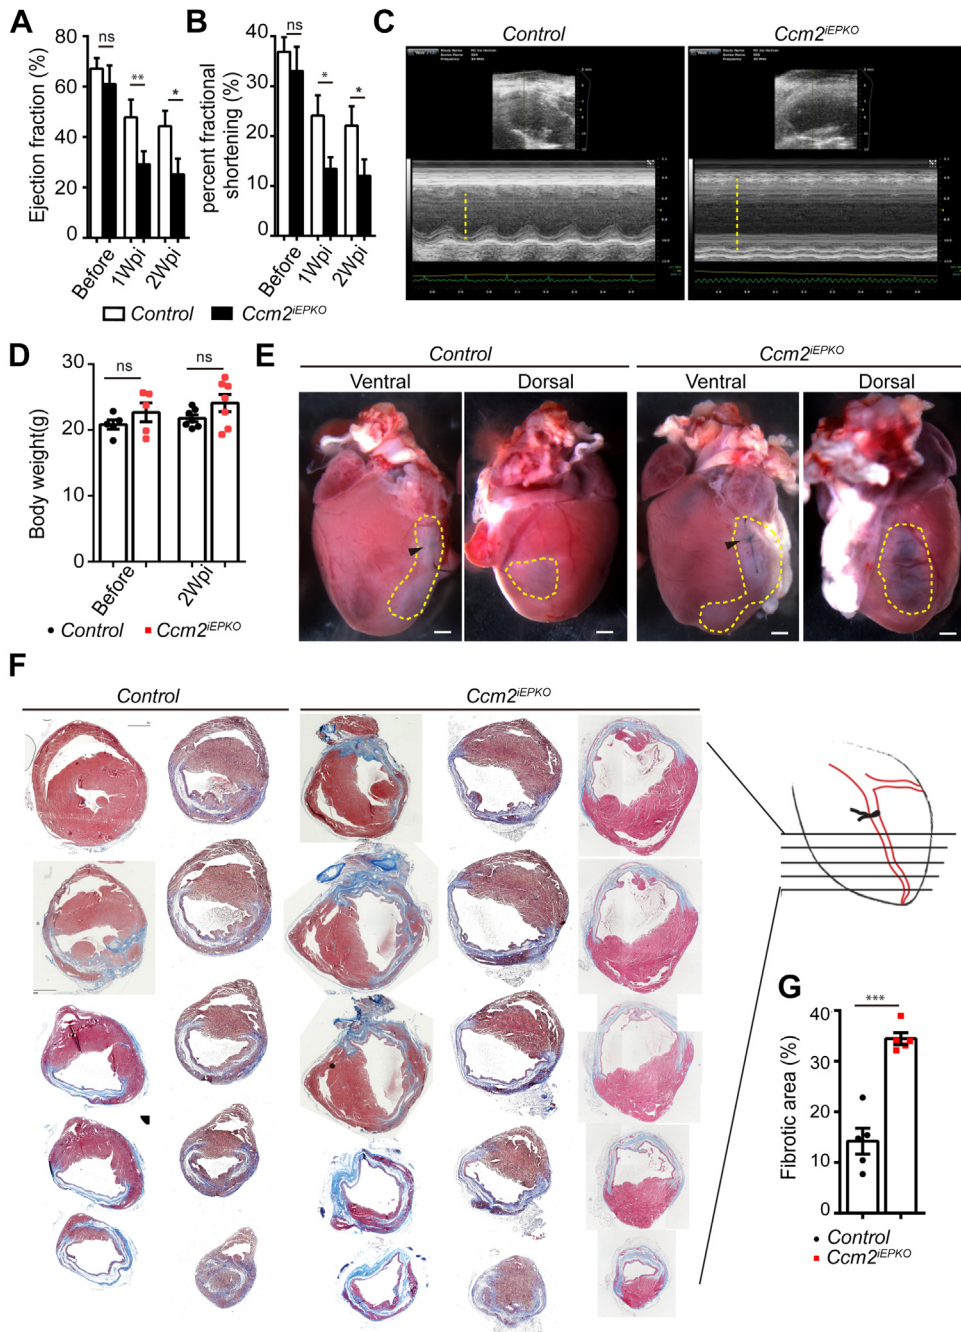 A
Ejection fraction (%)
80
60
40
20
0
ns
**
*
Before
1Wpi
2Wpi
B
percent fractional
shortening (%)
40
30
20
10
0
ns
*
*
Before
1Wpi
2Wpi
Control
Ccm2iEPKO
C
Control
Ccm2iEPKO
D
Body weight(g)
30
20
10
0
ns
ns
Before
2Wpi
Control
Ccm2iEPKO
E
Control
Ccm2iEPKO
Ventral
Dorsal
Ventral
Dorsal
F
Control
Ccm2iEPKO
G
Fibrotic area (%)
40
30
20
10
0
***
Control
Ccm2iEPKO